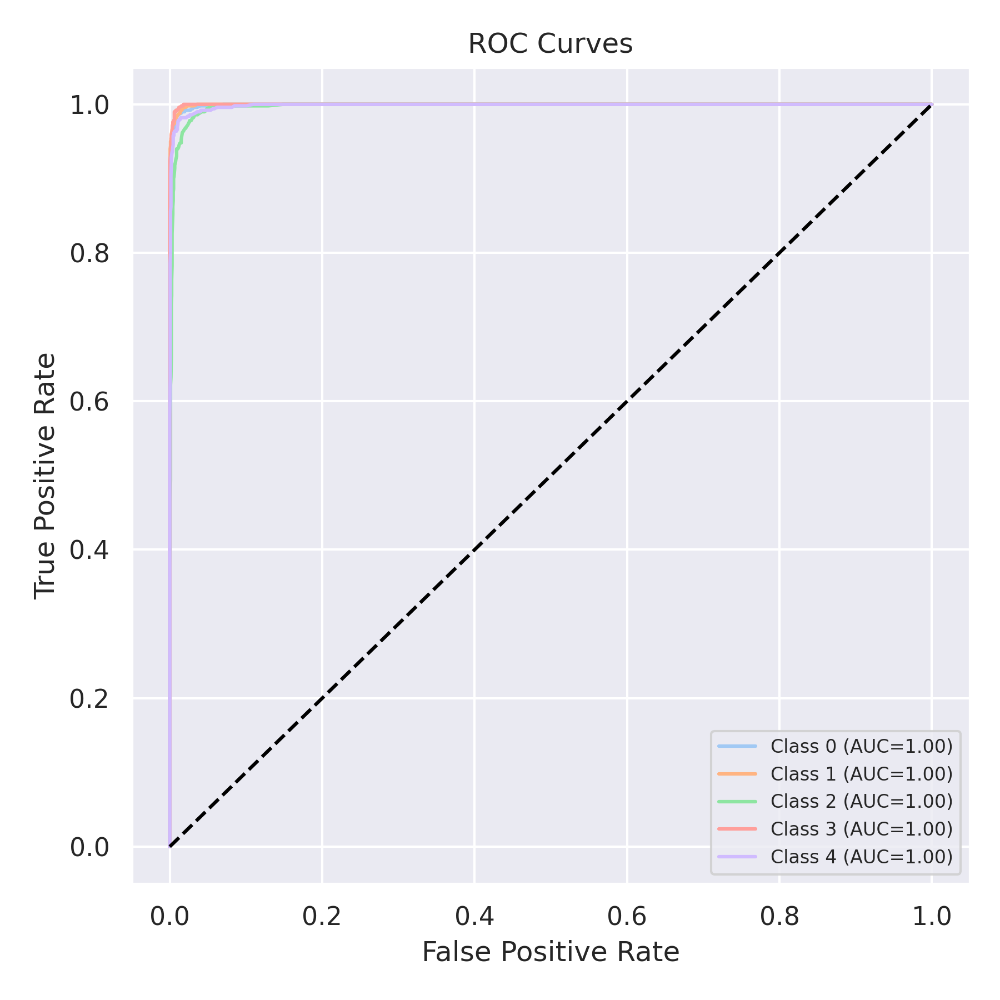 ROC Curves
True Positive Rate
1.0
0.8
0.6
0.4
0.2
0.0
Class 0 (AUC=1.00)
Class 1 (AUC=1.00)
Class 2 (AUC=1.00)
Class 3 (AUC=1.00)
Class 4 (AUC=1.00)
0.0 0.2 0.4 0.6 0.8 1.0
False Positive Rate